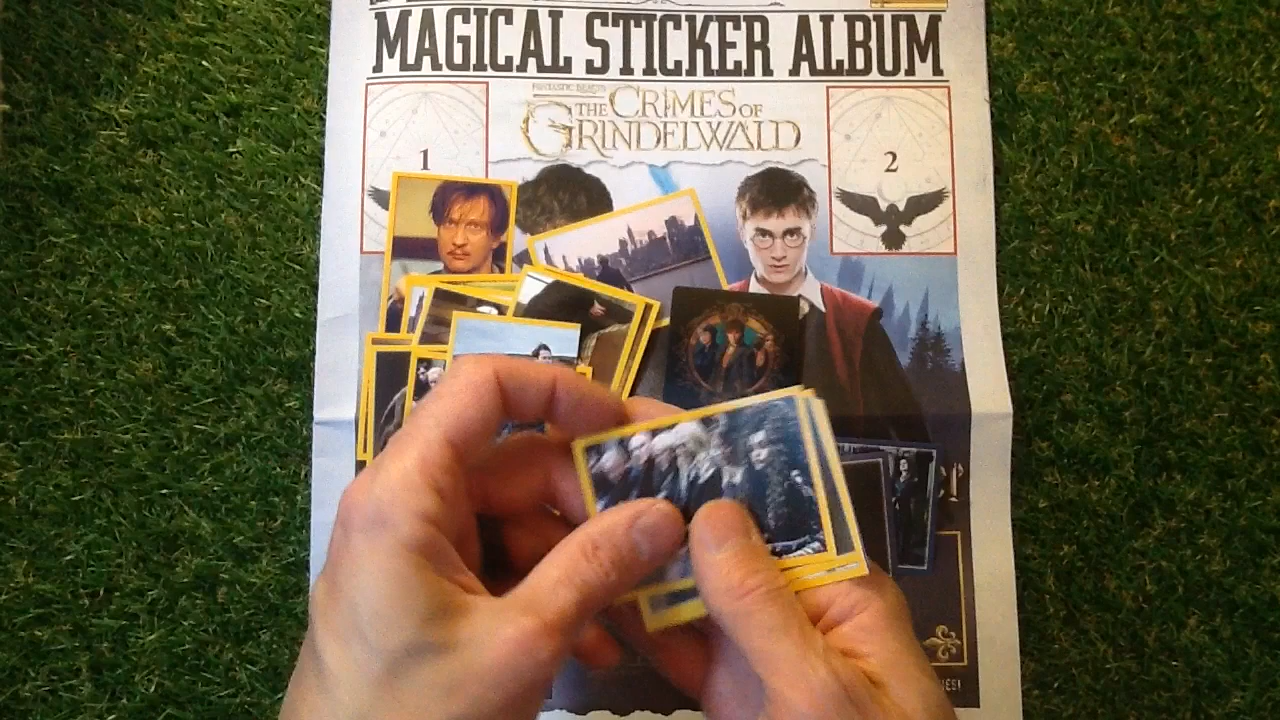 MAGICAL STICKER ALBUM
FANTASTIC BEASTS
THE CRIMES OF
GRINDELWALD
1
2